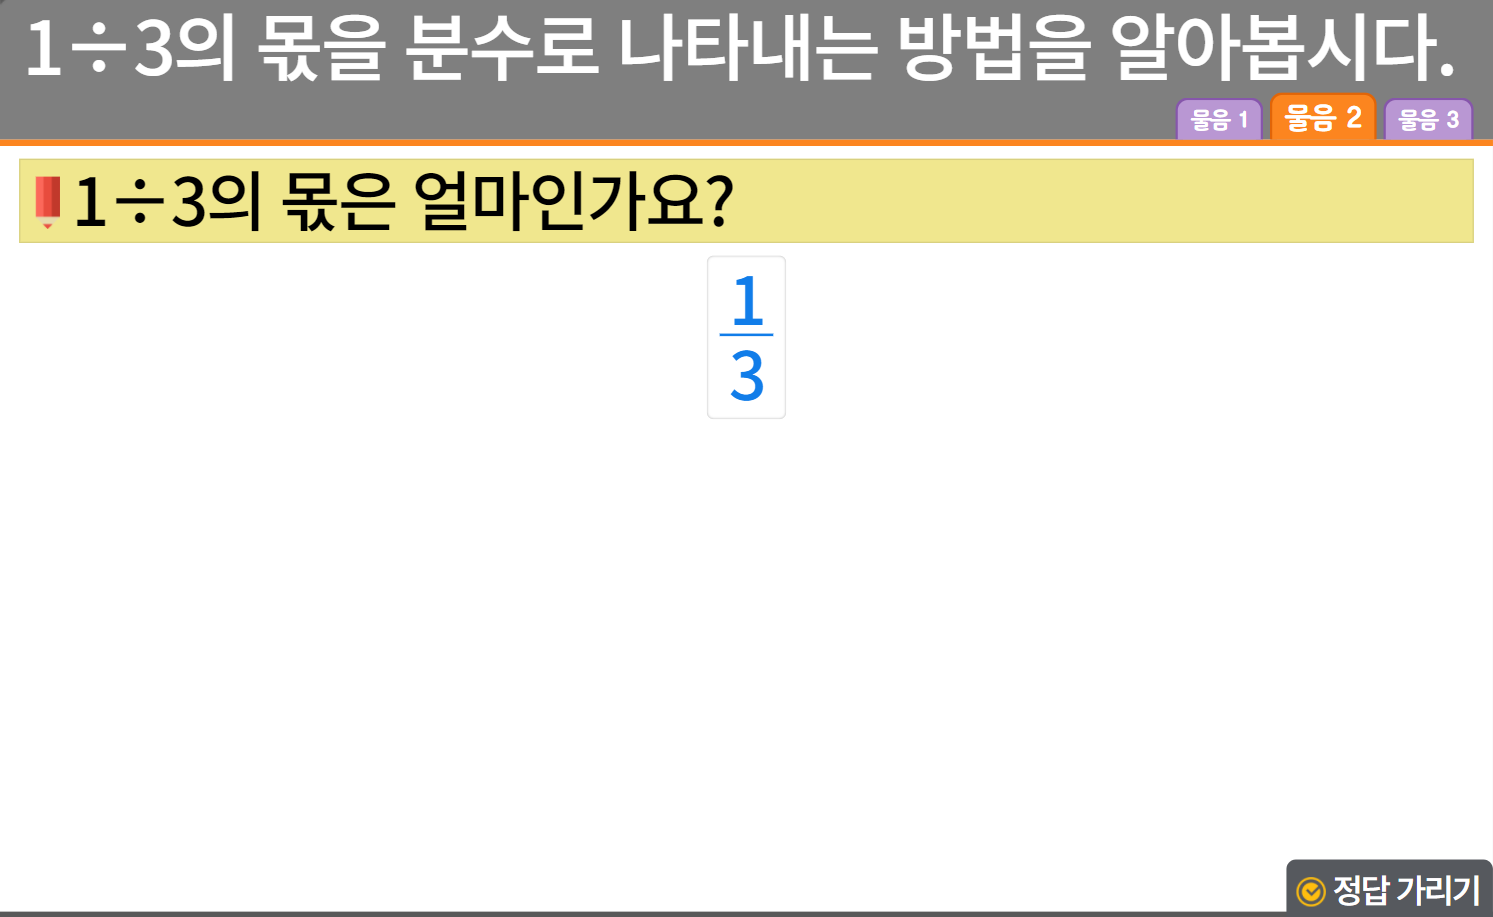 1÷3의 몫을 분수로 나타내는 방법을 알아봅시다.
물음 1 물음 2 물음 3
1÷3의 몫은 얼마인가요?
1
3
정답 가리기